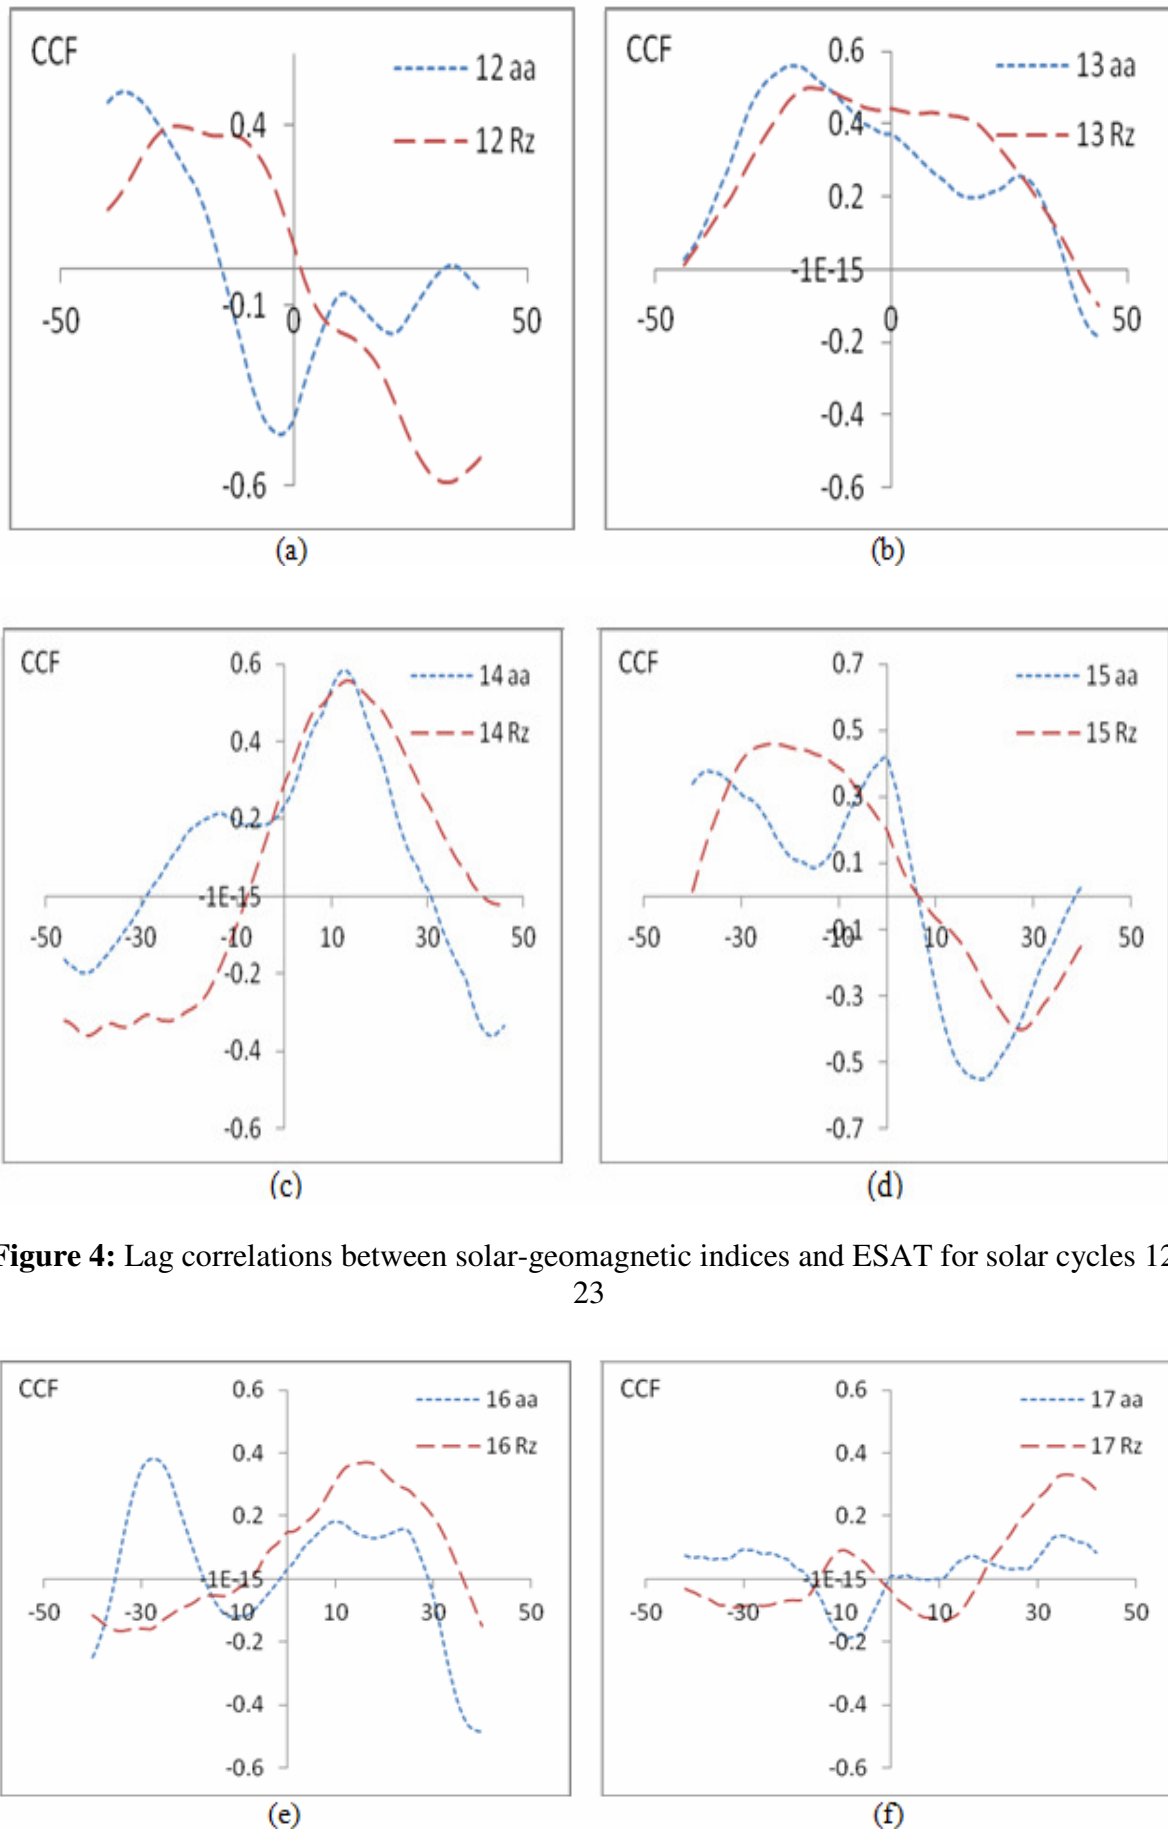 CCF
12 aa
12 Rz
0.4
-0.1
-50
0
50
-0.6
(a)
CCF
0.6
13 aa
13 Rz
0.4
0.2
-1E-15
-50
0
50
-0.2
-0.4
-0.6
(b)
CCF
0.6
14 aa
14 Rz
0.4
0.2
-1E-15
-50
-30
-10
10
30
50
-0.2
-0.4
-0.6
(c)
CCF
0.7
15 aa
15 Rz
0.5
0.3
0.1
-0.1
-50
-30
-10
10
30
50
-0.3
-0.5
-0.7
(d)
Figure 4: Lag correlations between solar-geomagnetic indices and ESAT for solar cycles 12
23
CCF
0.6
16 aa
16 Rz
0.4
0.2
-1E-15
-50
-30
-10
10
30
50
-0.2
-0.4
-0.6
(e)
CCF
0.6
17 aa
17 Rz
0.4
0.2
-1E-15
-50
-30
-10
10
30
50
-0.2
-0.4
-0.6
(f)